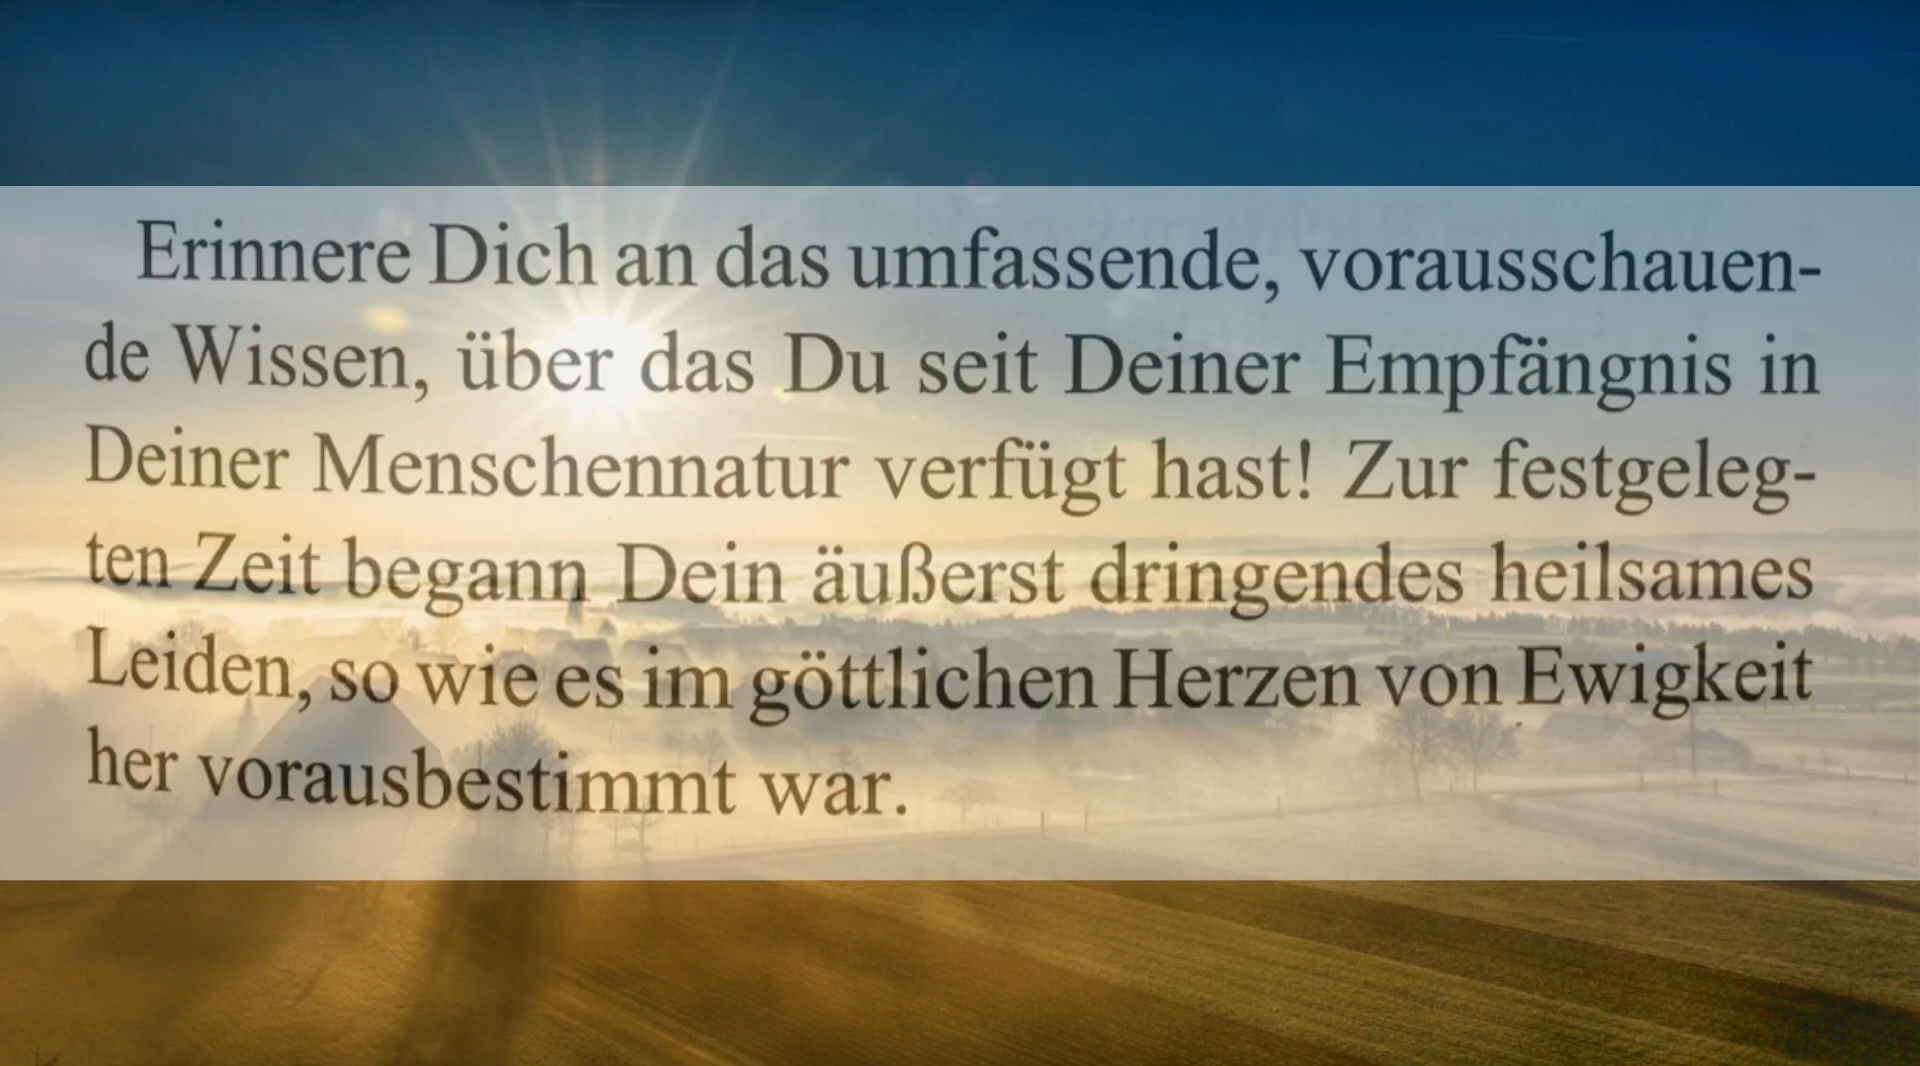 Erinnere Dich an das umfassende, vorausschauen-
de Wissen, über das Du seit Deiner Empfängnis in
Deiner Menschennatur verfügt hast! Zur festgeleg-
ten Zeit begann Dein äußerst dringendes heilsames
Leiden, so wie es im göttlichen Herzen von Ewigkeit
her vorausbestimmt war.